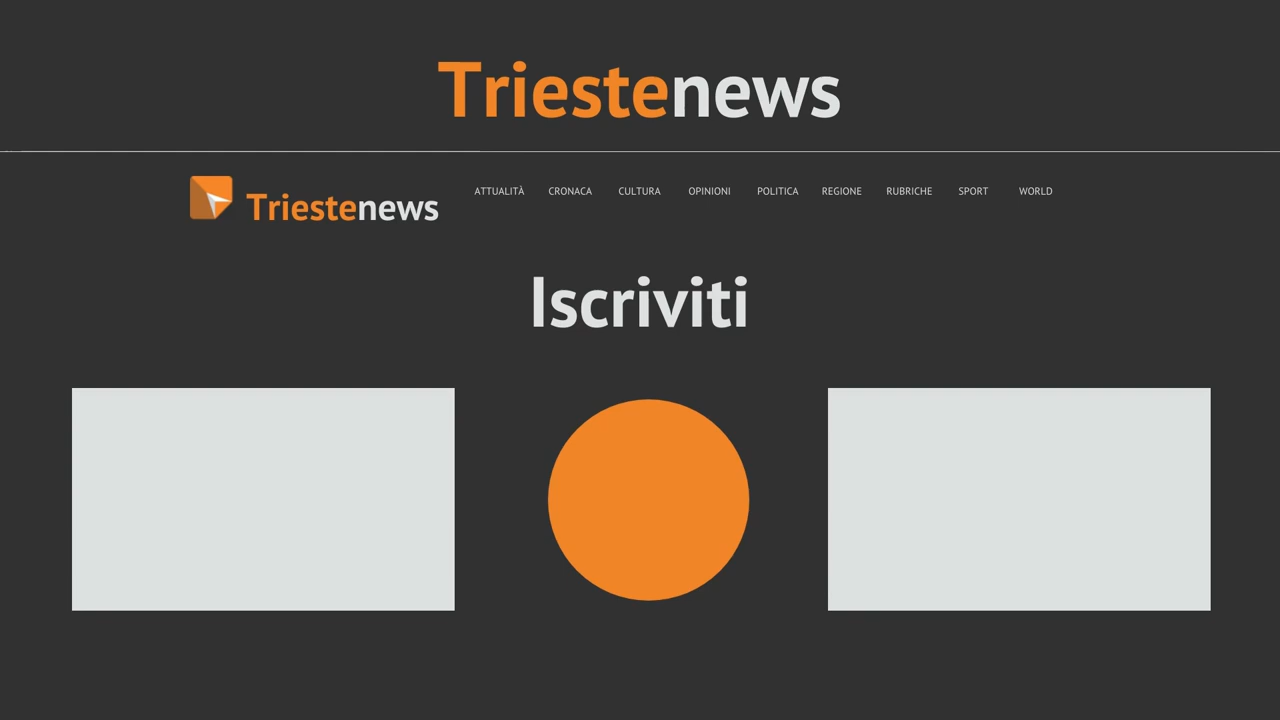 Triestenews
Triestenews ATTUALITÀ CRONACA CULTURA OPINIONI POLITICA REGIONE RUBRICHE SPORT WORLD
Iscriviti